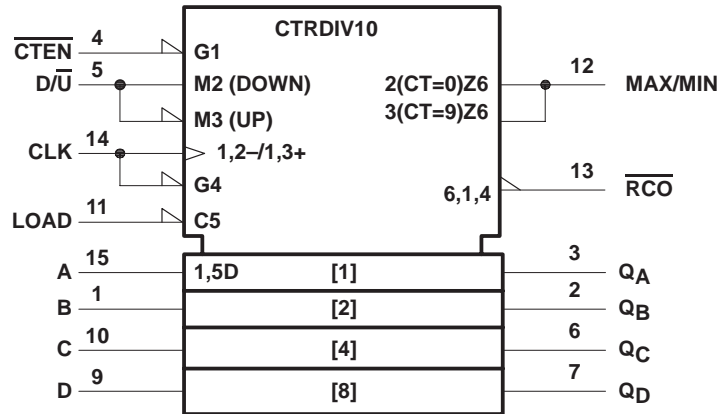 CTRDIV10
CTEN 4 G1
D/U 5 M2 (DOWN) 2(CT=0)Z6 12 MAX/MIN
M3 (UP) 3(CT=9)Z6
CLK 14 1,2–/1,3+
G4 6,1,4 13 RCO
LOAD 11 C5
A 15 1,5D [1] 3 QA
B 1 [2] 2 QB
C 10 [4] 6 QC
D 9 [8] 7 QD